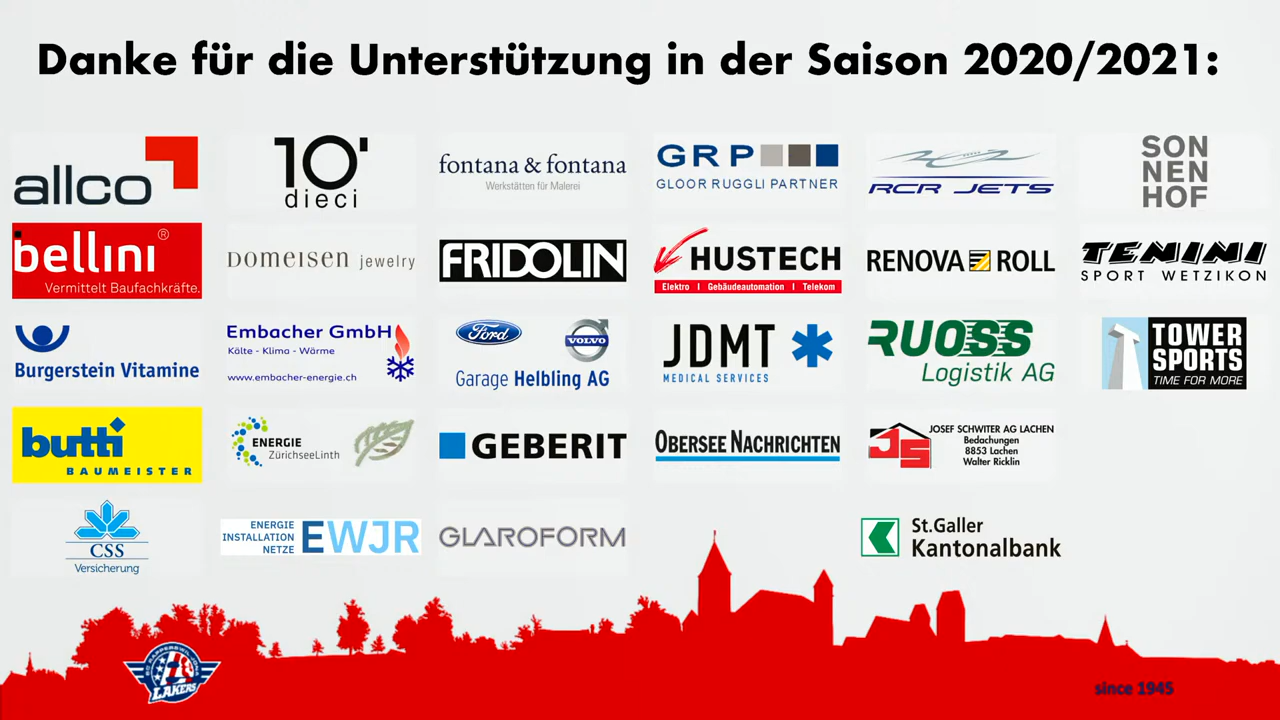 Danke für die Unterstützung in der Saison 2020/2021:
allco
10'
dieci
fontana & fontana
Werkstätten für Malerei
GRP
GLOOR RUGGLI PARTNER
RCR JETS
SON
NEN
HOF
bellini®
Vermittelt Baufachkräfte.
DOMEISEN jewelry
FRIDOLIN
HUSTECH
Elektro | Gebäudeautomation | Telekom
RENOVA ROLL
TENINI
SPORT WETZIKON
Burgerstein Vitamine
Embacher GmbH
Kälte - Klima - Wärme
www.embacher-energie.ch
Ford
VOLVO
Garage Helbling AG
JDMT
MEDICAL SERVICES
RUOSS
Logistik AG
TOWER
SPORTS
TIME FOR MORE
butti
BAUMEISTER
ENERGIE
ZürichseeLinth
GEBERIT
OBERSEE NACHRICHTEN
JS
JOSEF SCHWITER AG LACHEN
Bedachungen
8853 Lachen
Walter Ricklin
CSS
Versicherung
ENERGIE
INSTALLATION
NETZE
EWJR
GLAROFORM
St.Galler
Kantonalbank
SC RAPPERSWIL-JONA
LAKERS
since 1945